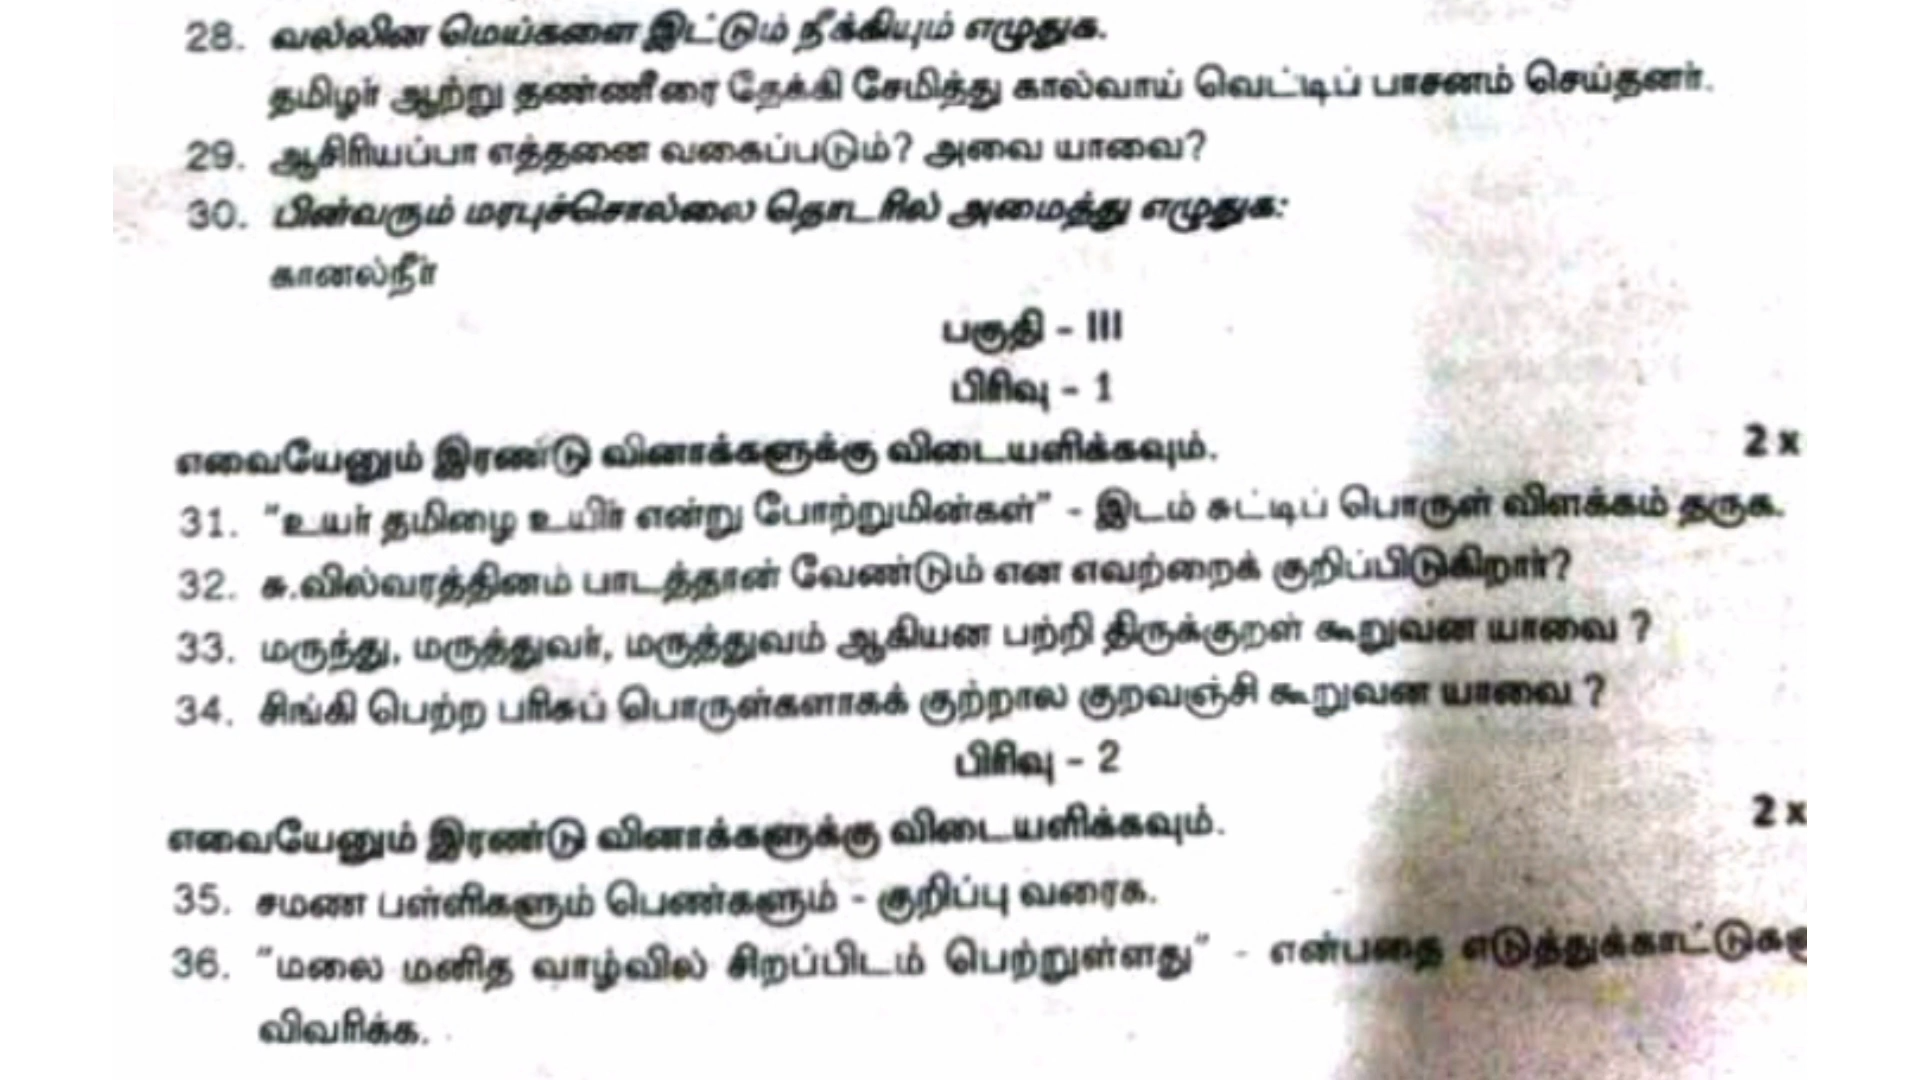 28. வல்லின மெய்களை இட்டும் நீக்கியும் எழுதுக.
தமிழர் ஆற்று தண்ணீரை தேக்கி சேமித்து கால்வாய் வெட்டிப் பாசனம் செய்தனர்.
29. ஆசிரியப்பா எத்தனை வகைப்படும்? அவை யாவை?
30. பின்வரும் மரபுச்சொல்லை தொடரில் அமைத்து எழுதுக:
கானல்நீர்
பகுதி - III
பிரிவு - 1
எவையேனும் இரண்டு வினாக்களுக்கு விடையளிக்கவும். 2 x
31. "உயர் தமிழை உயிர் என்று போற்றுமின்கள்" - இடம் சுட்டிப் பொருள் விளக்கம் தருக.
32. சு.வில்வரத்தினம் பாடத்தான் வேண்டும் என எவற்றைக் குறிப்பிடுகிறார்?
33. மருந்து, மருத்துவர், மருத்துவம் ஆகியன பற்றி திருக்குறள் கூறுவன யாவை ?
34. சிங்கி பெற்ற பரிசுப் பொருள்களாகக் குற்றால குறவஞ்சி கூறுவன யாவை ?
பிரிவு - 2
எவையேனும் இரண்டு வினாக்களுக்கு விடையளிக்கவும். 2 x
35. சமண பள்ளிகளும் பெண்களும் - குறிப்பு வரைக.
36. "மலை மனித வாழ்வில் சிறப்பிடம் பெற்றுள்ளது" - என்பதை
விவரிக்க.